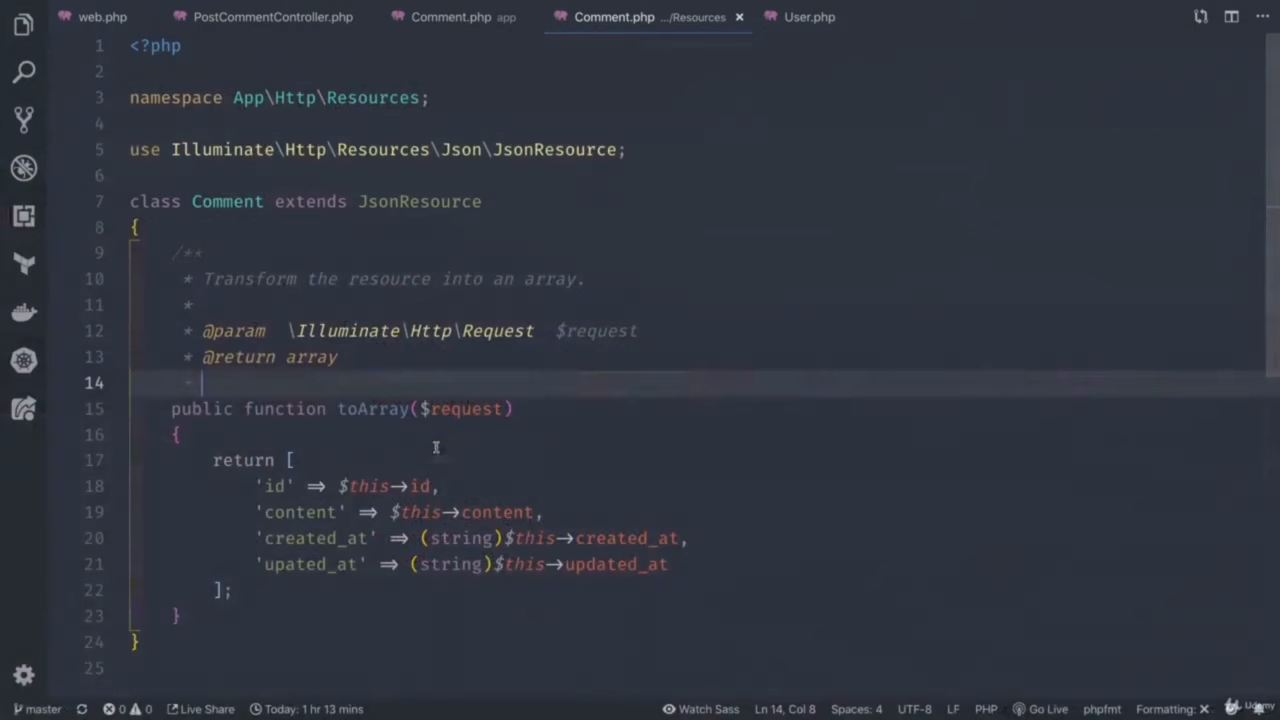 web.php PostCommentController.php Comment.php app Comment.php .../Resources × User.php
1 <?php
2
3 namespace App\Http\Resources;
4
5 use Illuminate\Http\Resources\Json\JsonResource;
6
7 class Comment extends JsonResource
8 {
9 /**
10 * Transform the resource into an array.
11 *
12 * @param \Illuminate\Http\Request $request
13 * @return array
14 *
15 public function toArray($request)
16 {
17 return [
18 'id' => $this->id,
19 'content' => $this->content,
20 'created_at' => (string)$this->created_at,
21 'upated_at' => (string)$this->updated_at
22 ];
23 }
24 }
25
master 0 0 Live Share Today: 1 hr 13 mins Watch Sass Ln 14, Col 8 Spaces: 4 UTF-8 LF PHP Go Live phpfmt Formatting: × Udemy